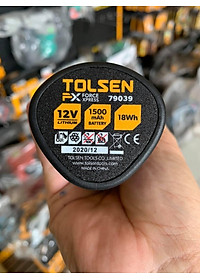 TOLSEN
PX FORCE XPRESS 79039
12V LITHIUM
1500 mAh BATTERY
18Wh
2020/12
TOLSEN TOOLS CO.,LIMITED
www.tolsentools.com
MADE IN CHINA